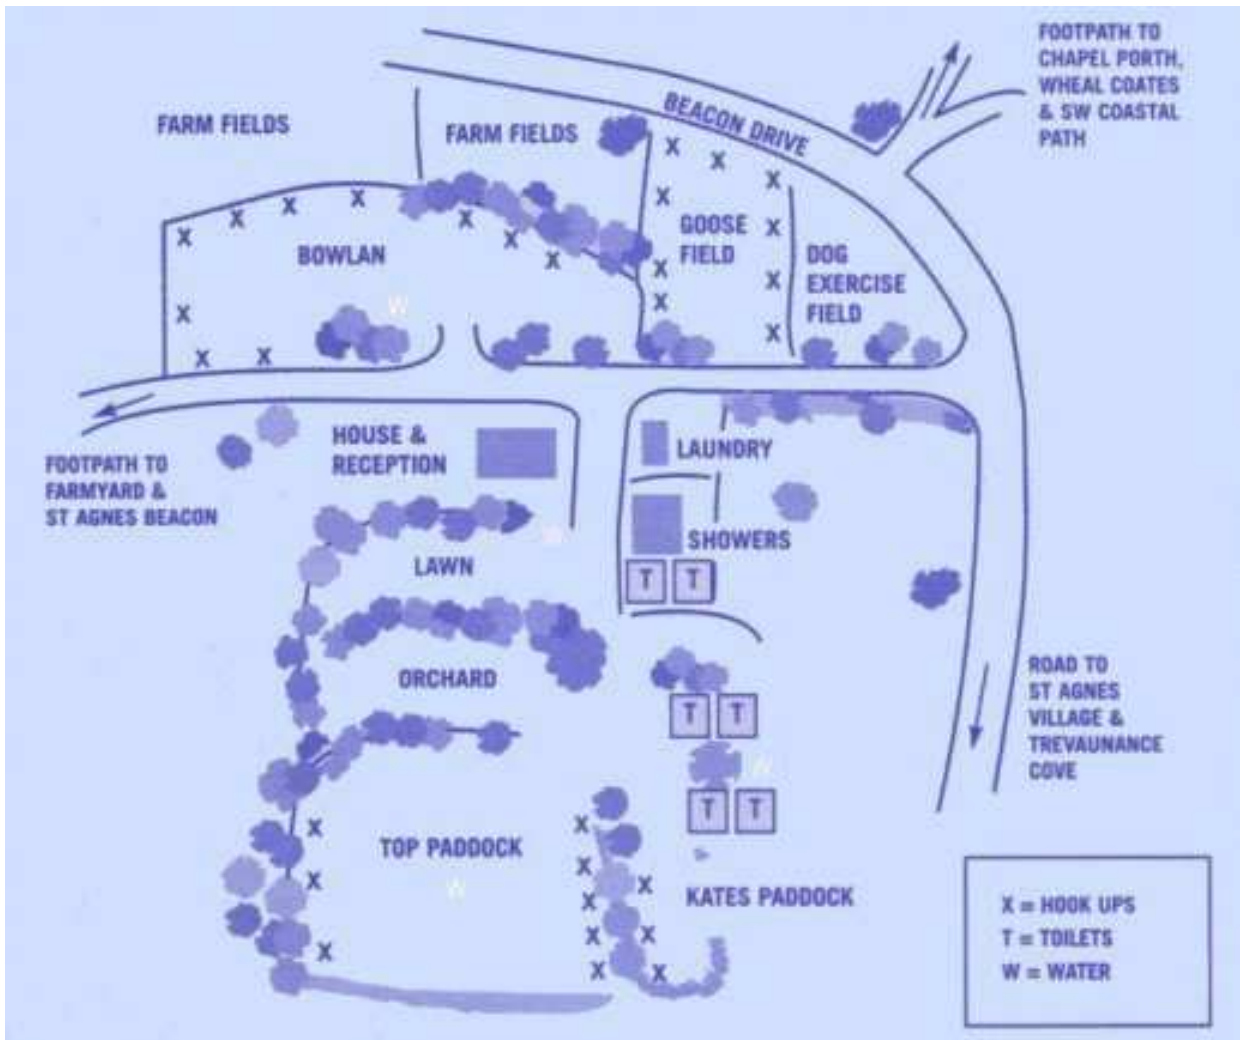 FOOTPATH TO
CHAPEL PORTH,
WHEAL COATES
& SW COASTAL
PATH
BEACON DRIVE
FARM FIELDS
FARM FIELDS
X X
X
X X
GOOSE
FIELD
X X X X
X X
X
X
BOWLAN
DOG
EXERCISE
FIELD
X
X
W
X
X
X
X
X X
HOUSE &
RECEPTION
LAUNDRY
FOOTPATH TO
FARMYARD &
ST AGNES BEACON
SHOWERS
W
LAWN
T T
ORCHARD
ROAD TO
ST AGNES
VILLAGE &
TREVAUNANCE
COVE
T T
W
T T
X X
TOP PADDOCK
X
X X
W
KATES PADDOCK
X
X X
X
X X
X = HOOK UPS
T = TOILETS
W = WATER